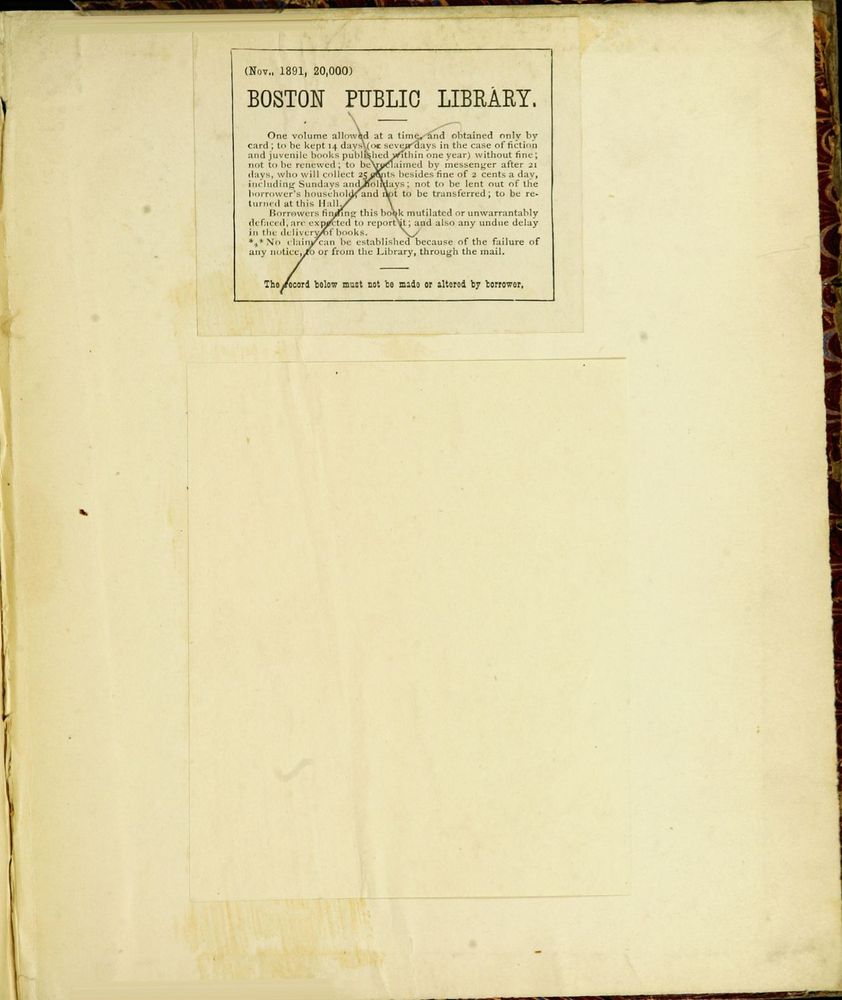 (Nov., 1891, 20,000)
BOSTON PUBLIC LIBRARY.
One volume allowed at a time, and obtained only by
card; to be kept 14 days (or seven days in the case of fiction
and juvenile books published within one year) without fine;
not to be renewed; to be reclaimed by messenger after 21
days, who will collect 25 cents besides fine of 2 cents a day,
including Sundays and holidays; not to be lent out of the
borrower's household, and not to be transferred; to be re-
turned at this Hall.
Borrowers finding this book mutilated or unwarrantably
defaced, are expected to report it; and also any undue delay
in the delivery of books.
*⁎* No claim can be established because of the failure of
any notice, to or from the Library, through the mail.
The record below must not be made or altered by borrower.